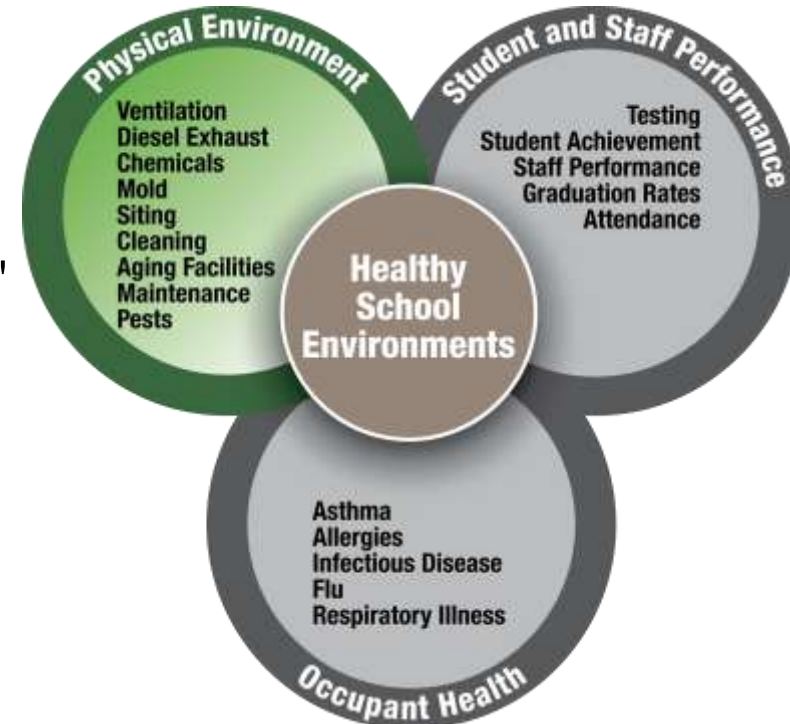 Physical Environment
Ventilation
Diesel Exhaust
Chemicals
Mold
Siting
Cleaning
Aging Facilities
Maintenance
Pests
Student and Staff Performance
Testing
Student Achievement
Staff Performance
Graduation Rates
Attendance
Healthy
School
Environments
Asthma
Allergies
Infectious Disease
Flu
Respiratory Illness
Occupant Health